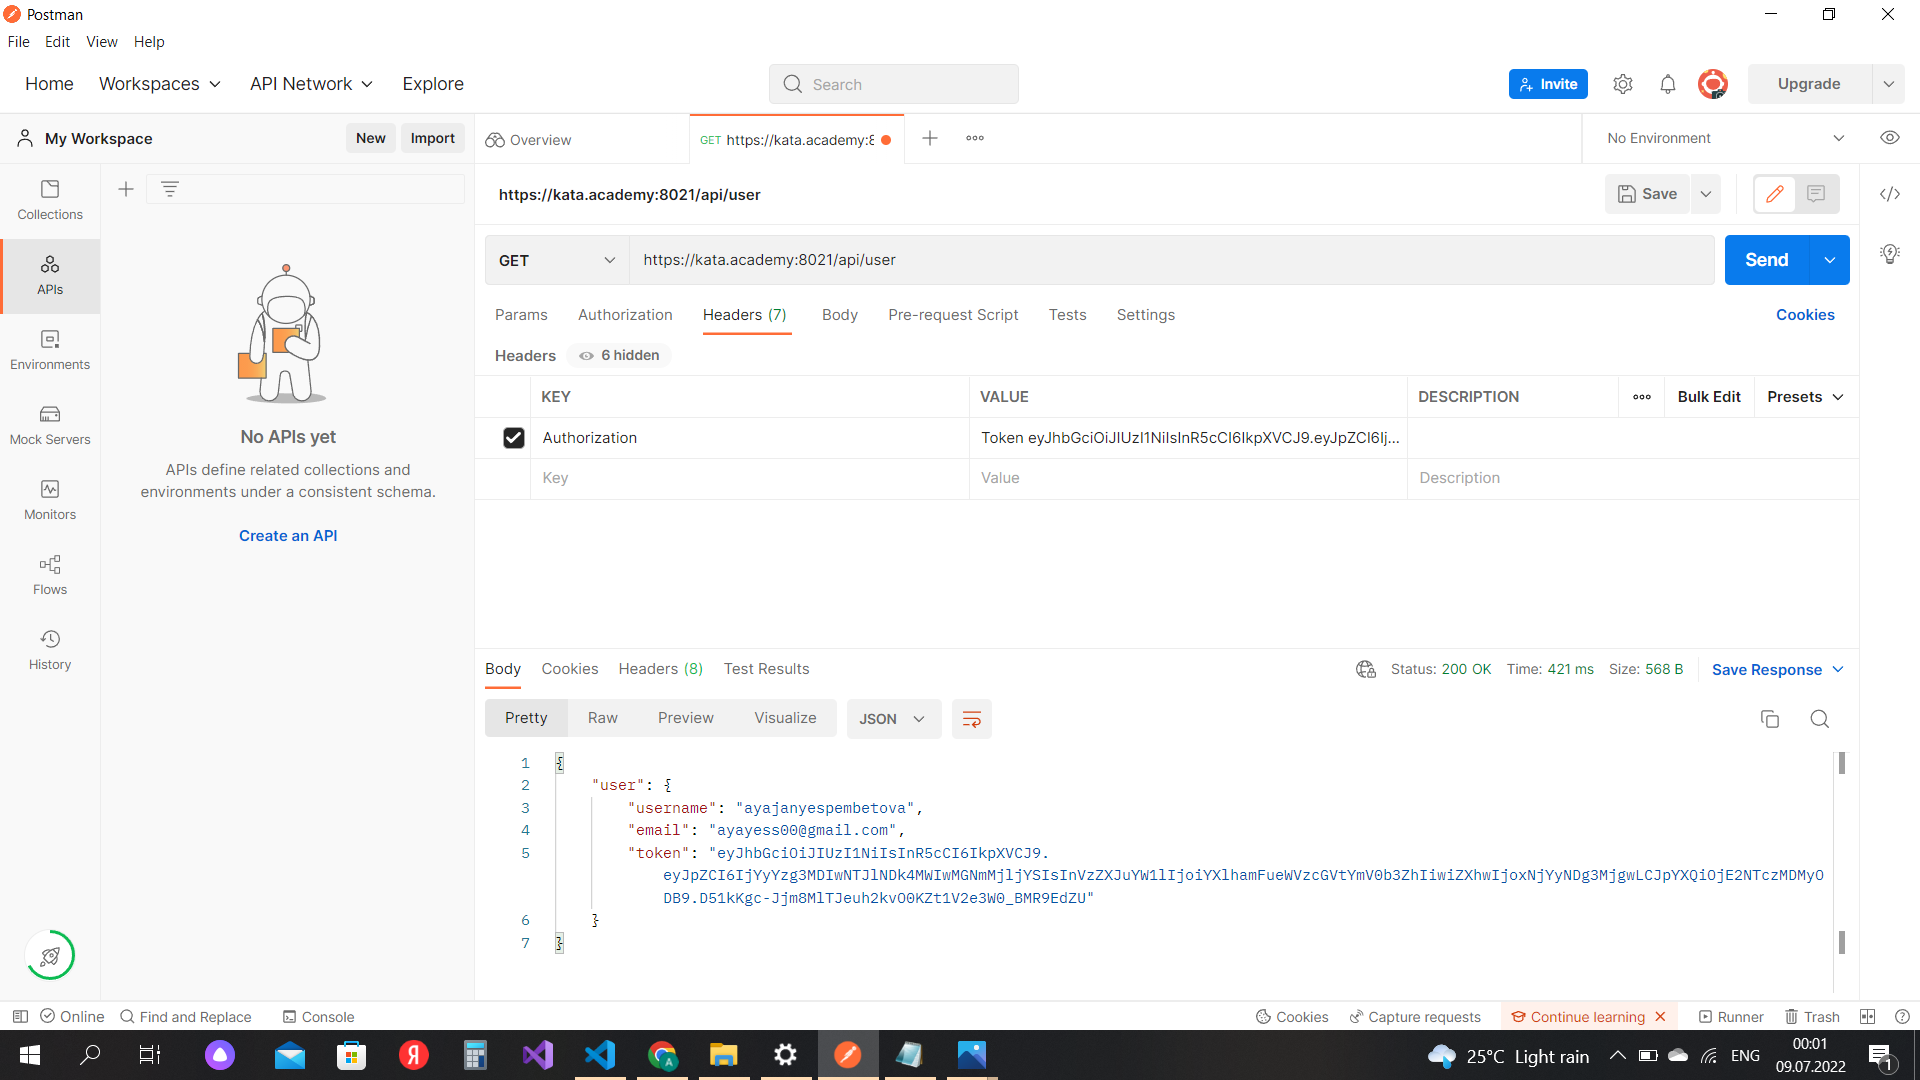 Postman
File Edit View Help
Home Workspaces API Network Explore Search Invite Upgrade
My Workspace New Import Overview GET https://kata.academy:8 No Environment
https://kata.academy:8021/api/user Save
Collections
APIs
Environments
Mock Servers
Monitors
Flows
History
No APIs yet
APIs define related collections and
environments under a consistent schema.
Create an API
GET https://kata.academy:8021/api/user Send
Params Authorization Headers (7) Body Pre-request Script Tests Settings Cookies
Headers 6 hidden
KEY VALUE DESCRIPTION Bulk Edit Presets
Authorization Token eyJhbGciOiJIUzI1NiIsInR5cCI6IkpXVCJ9.eyJpZCI6Ij...
Key Value Description
Body Cookies Headers (8) Test Results Status: 200 OK Time: 421 ms Size: 568 B Save Response
Pretty Raw Preview Visualize JSON
1 {
2 "user": {
3 "username": "ayajanyespembetova",
4 "email": "ayayess00@gmail.com",
5 "token": "eyJhbGciOiJIUzI1NiIsInR5cCI6IkpXVCJ9.
eyJpZCI6IjYyYzg3MDIwNTJlNDk4MWIwMGNmMjljYSIsInVzZXJuYW1lIjoiYXlhamFueWVzcGVtYmV0b3ZhIiwiZXhwIjoxNjYyNDg3MjgwLCJpYXQiOjE2NTczMDMyO
DB9.D51kKgc-Jjm8MlTJeuh2kvO0KZt1V2e3W0_BMR9EdZU"
6 }
7 }
Online Find and Replace Console Cookies Capture requests Continue learning Runner Trash
25°C Light rain ENG 00:01
09.07.2022
1